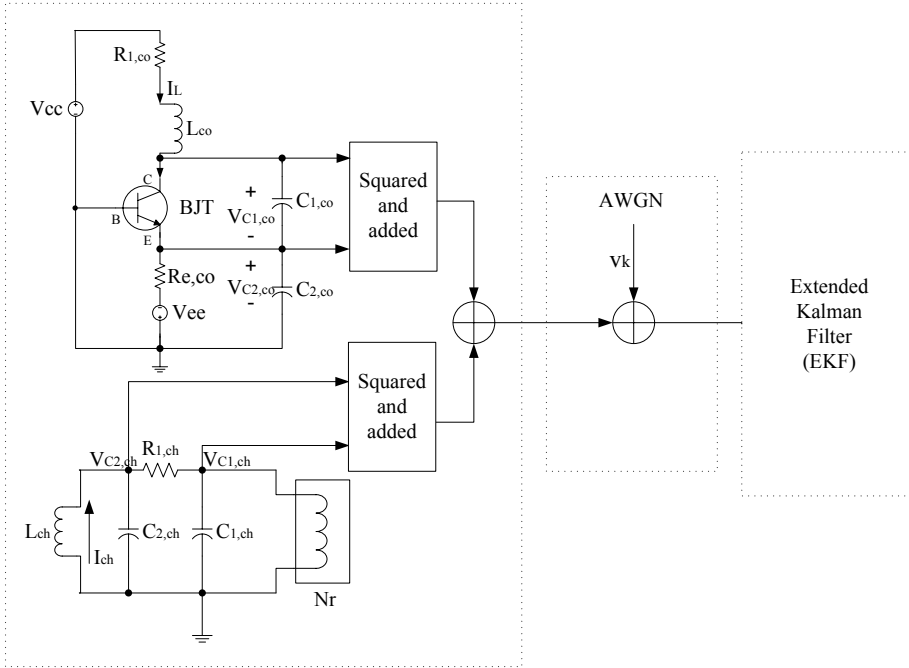 R1,co
IL
Vcc
Lco
C
B
BJT
E
+
VC1,co
-
C1,co
Squared
and
added
Re,co
+
VC2,co
-
C2,co
Vee
AWGN
vk
Extended
Kalman
Filter
(EKF)
Squared
and
added
VC2,ch
R1,ch
VC1,ch
Lch
Ich
C2,ch
C1,ch
Nr